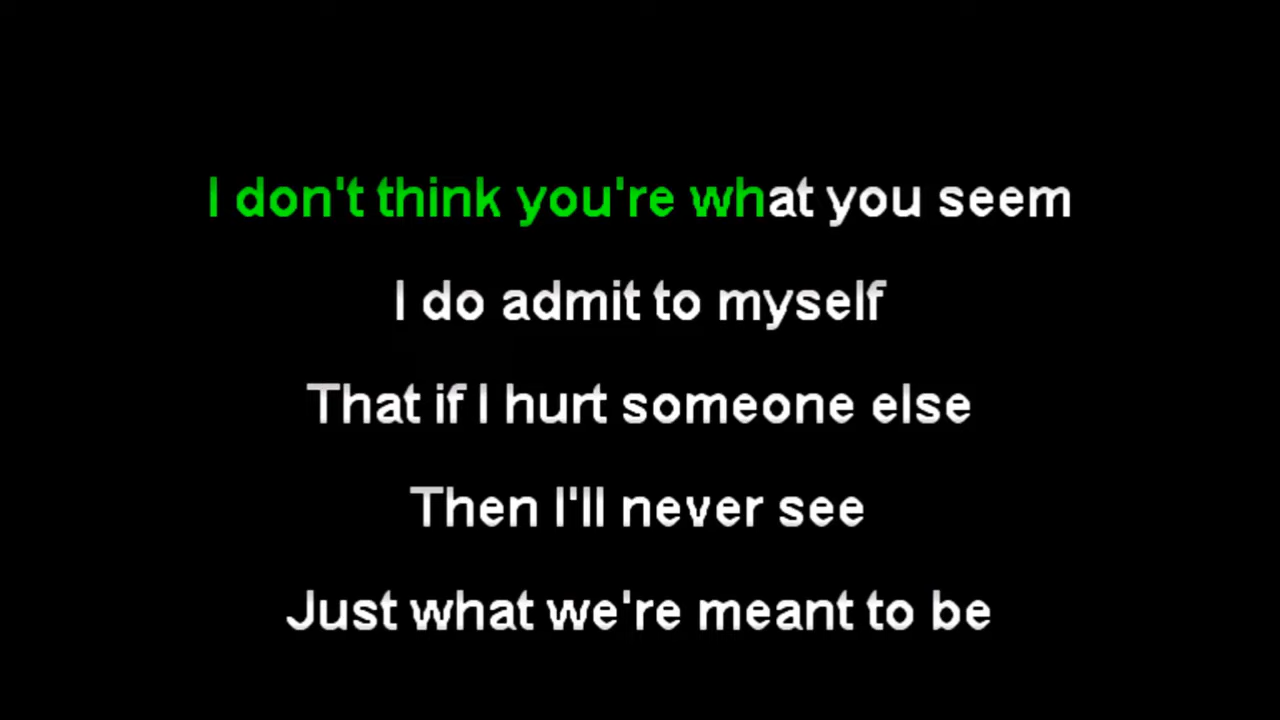 I don't think you're what you seem
I do admit to myself
That if I hurt someone else
Then I'll never see
Just what we're meant to be